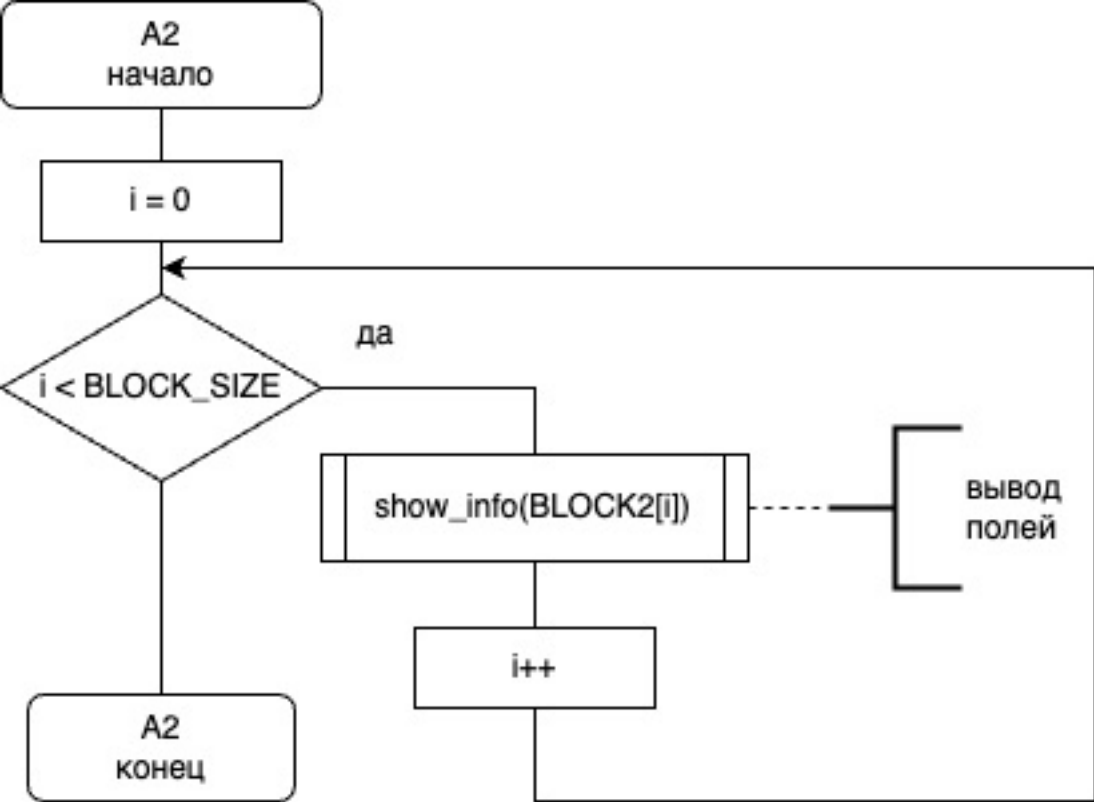 A2
начало
i = 0
да
i < BLOCK_SIZE
show_info(BLOCK2[i])
вывод
полей
i++
A2
конец